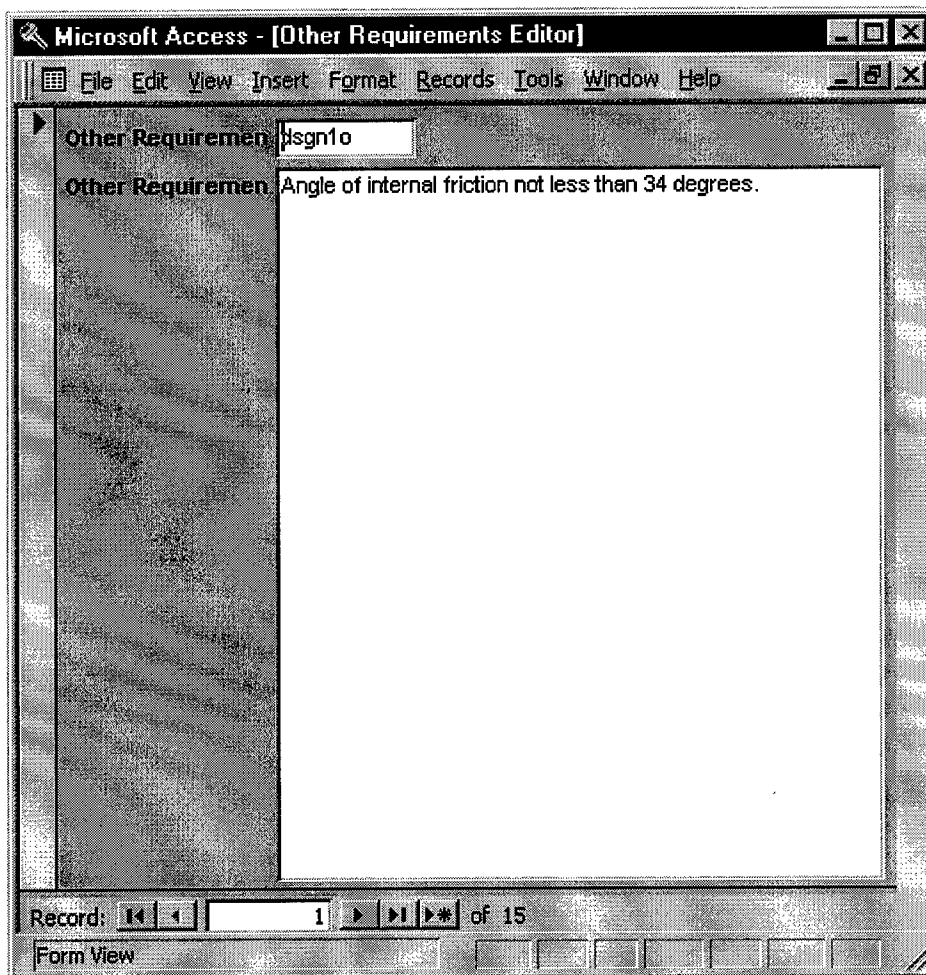 Microsoft Access - [Other Requirements Editor]
File Edit View Insert Format Records Tools Window Help
Other Requiremen dsgn1o
Other Requiremen Angle of internal friction not less than 34 degrees.
Record: 1 of 15
Form View